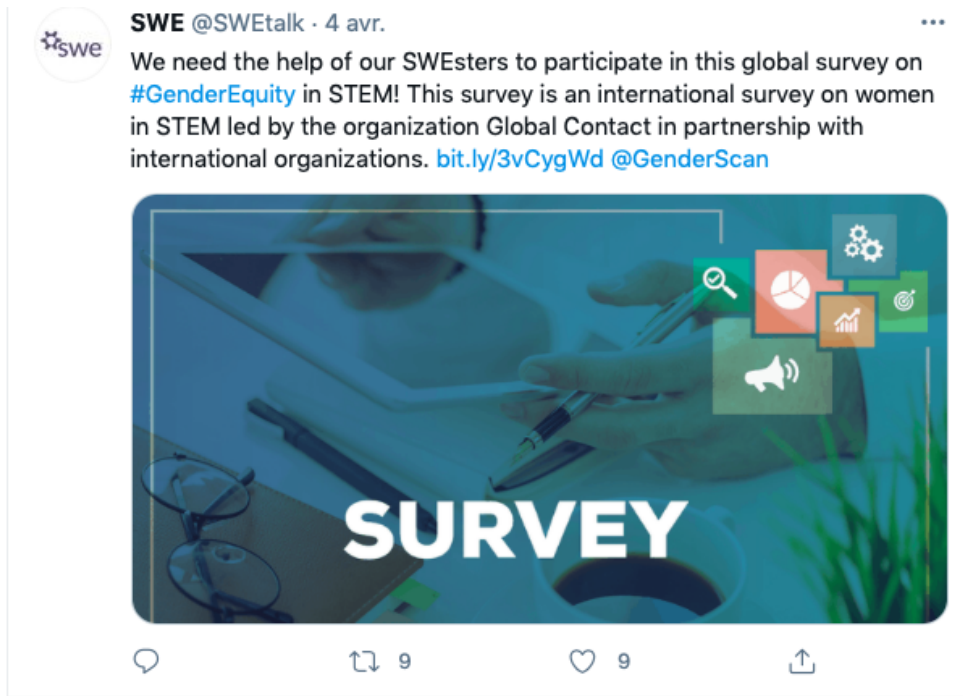 swe
SWE @SWEtalk · 4 avr.
We need the help of our SWEsters to participate in this global survey on
#GenderEquity in STEM! This survey is an international survey on women
in STEM led by the organization Global Contact in partnership with
international organizations. bit.ly/3vCygWd @GenderScan
SURVEY
9 9